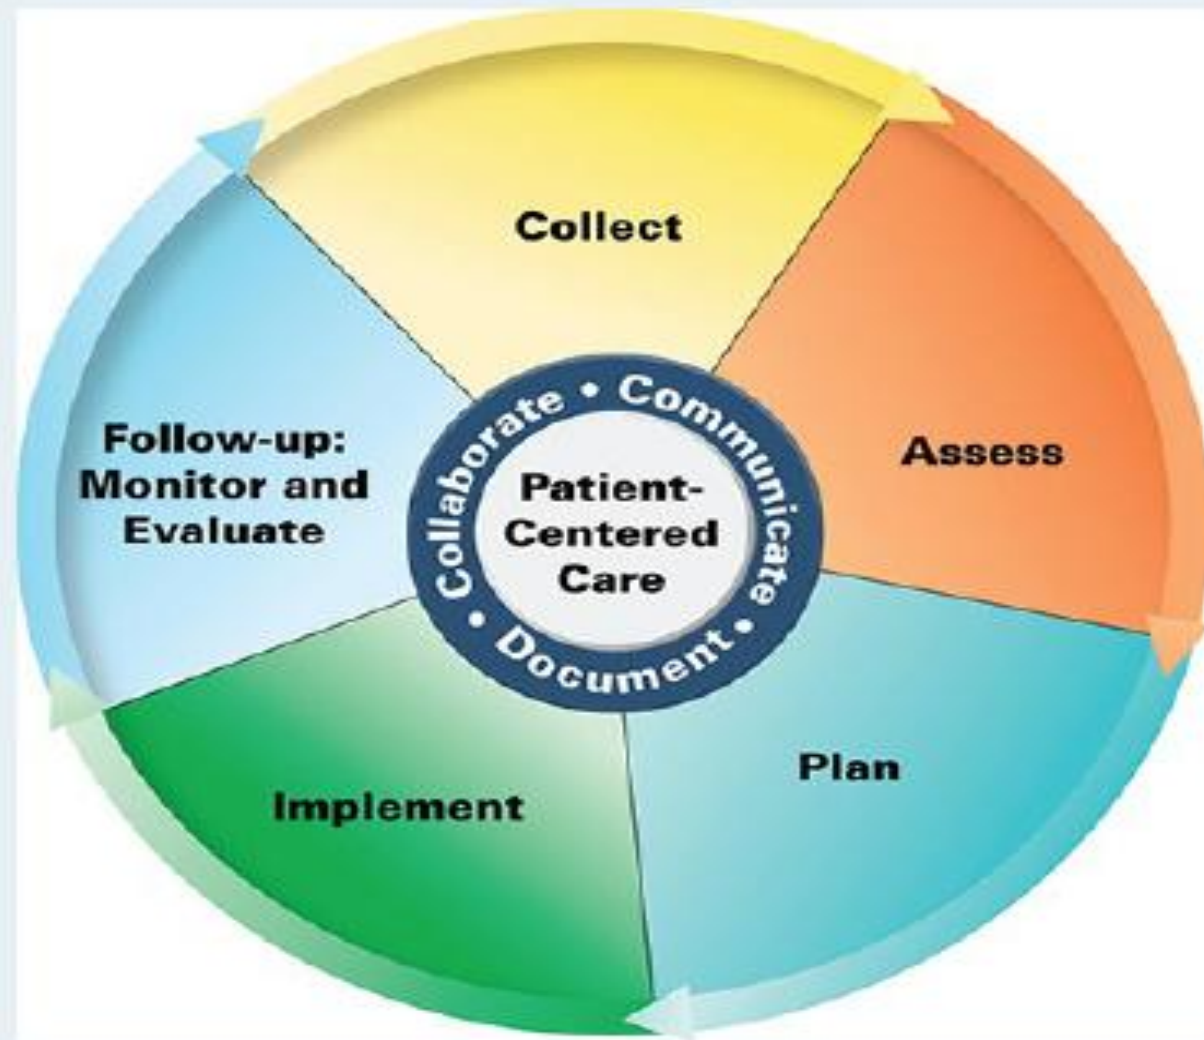 Collect
Assess
Plan
Implement
Follow-up:
Monitor and
Evaluate
• Collaborate • Communicate • Document
Patient-
Centered
Care